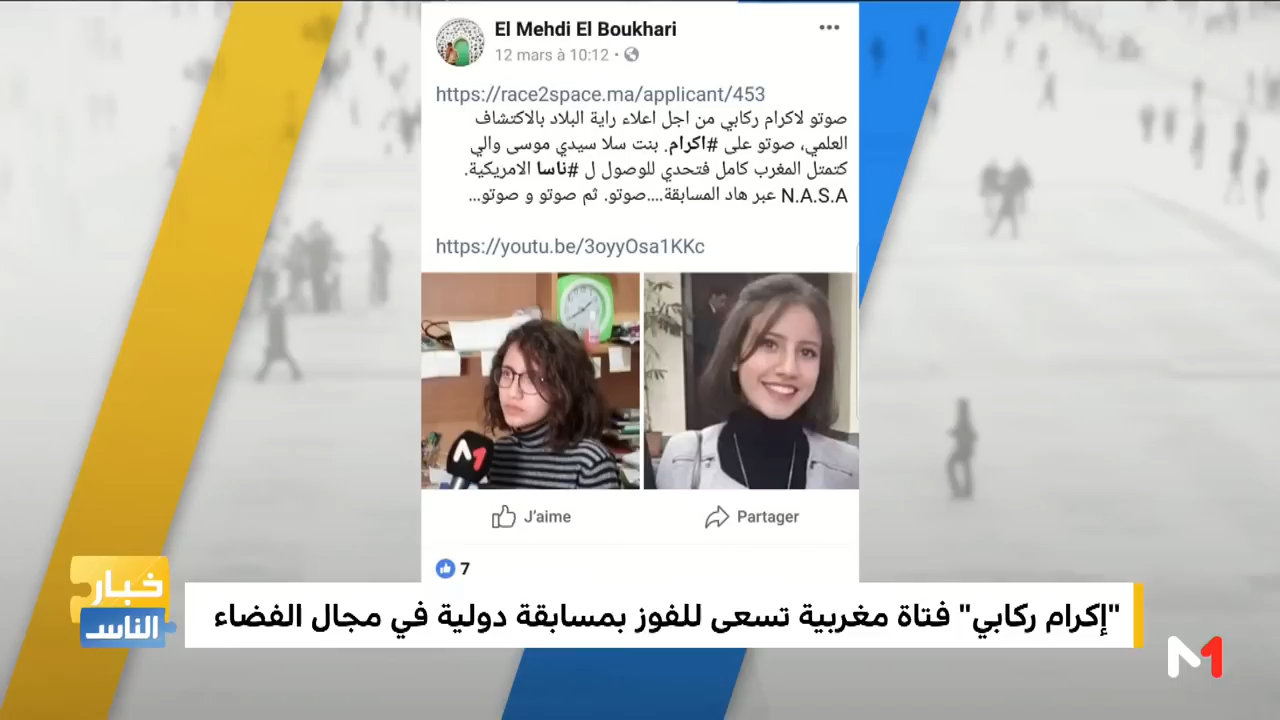 El Mehdi El Boukhari
12 mars à 10:12
https://race2space.ma/applicant/453
صوتو لاكرام ركابي من اجل اعلاء راية البلاد بالاكتشاف
العلمي، صوتو على #اكرام. بنت سلا سيدي موسى والي
كتمتل المغرب كامل فتحدي للوصول ل #ناسا الامريكية.
N.A.S.A عبر هاد المسابقة....صوتو. ثم صوتو و صوتو...
https://youtu.be/3oyyOsa1KKc
M1
J'aime
Partager
7
خبار
الناس
"إكرام ركابي" فتاة مغربية تسعى للفوز بمسابقة دولية في مجال الفضاء
M1